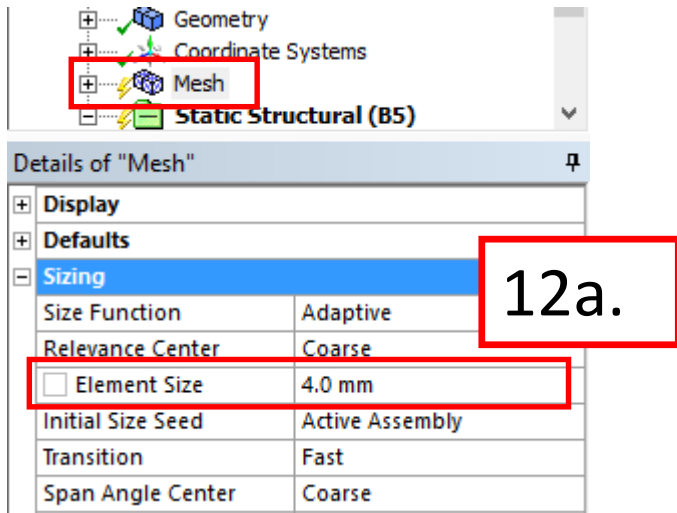 Geometry
Coordinate Systems
Mesh
Static Structural (B5)
Details of "Mesh"
Display
Defaults
Sizing
12a.
Size Function Adaptive
Relevance Center Coarse
Element Size 4.0 mm
Initial Size Seed Active Assembly
Transition Fast
Span Angle Center Coarse